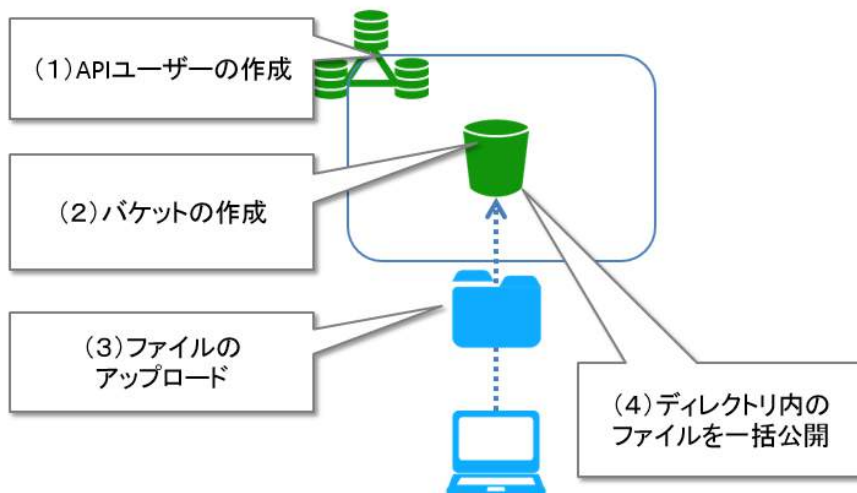 (1)APIユーザーの作成
(2)バケットの作成
(3)ファイルの
アップロード
(4)ディレクトリ内の
ファイルを一括公開